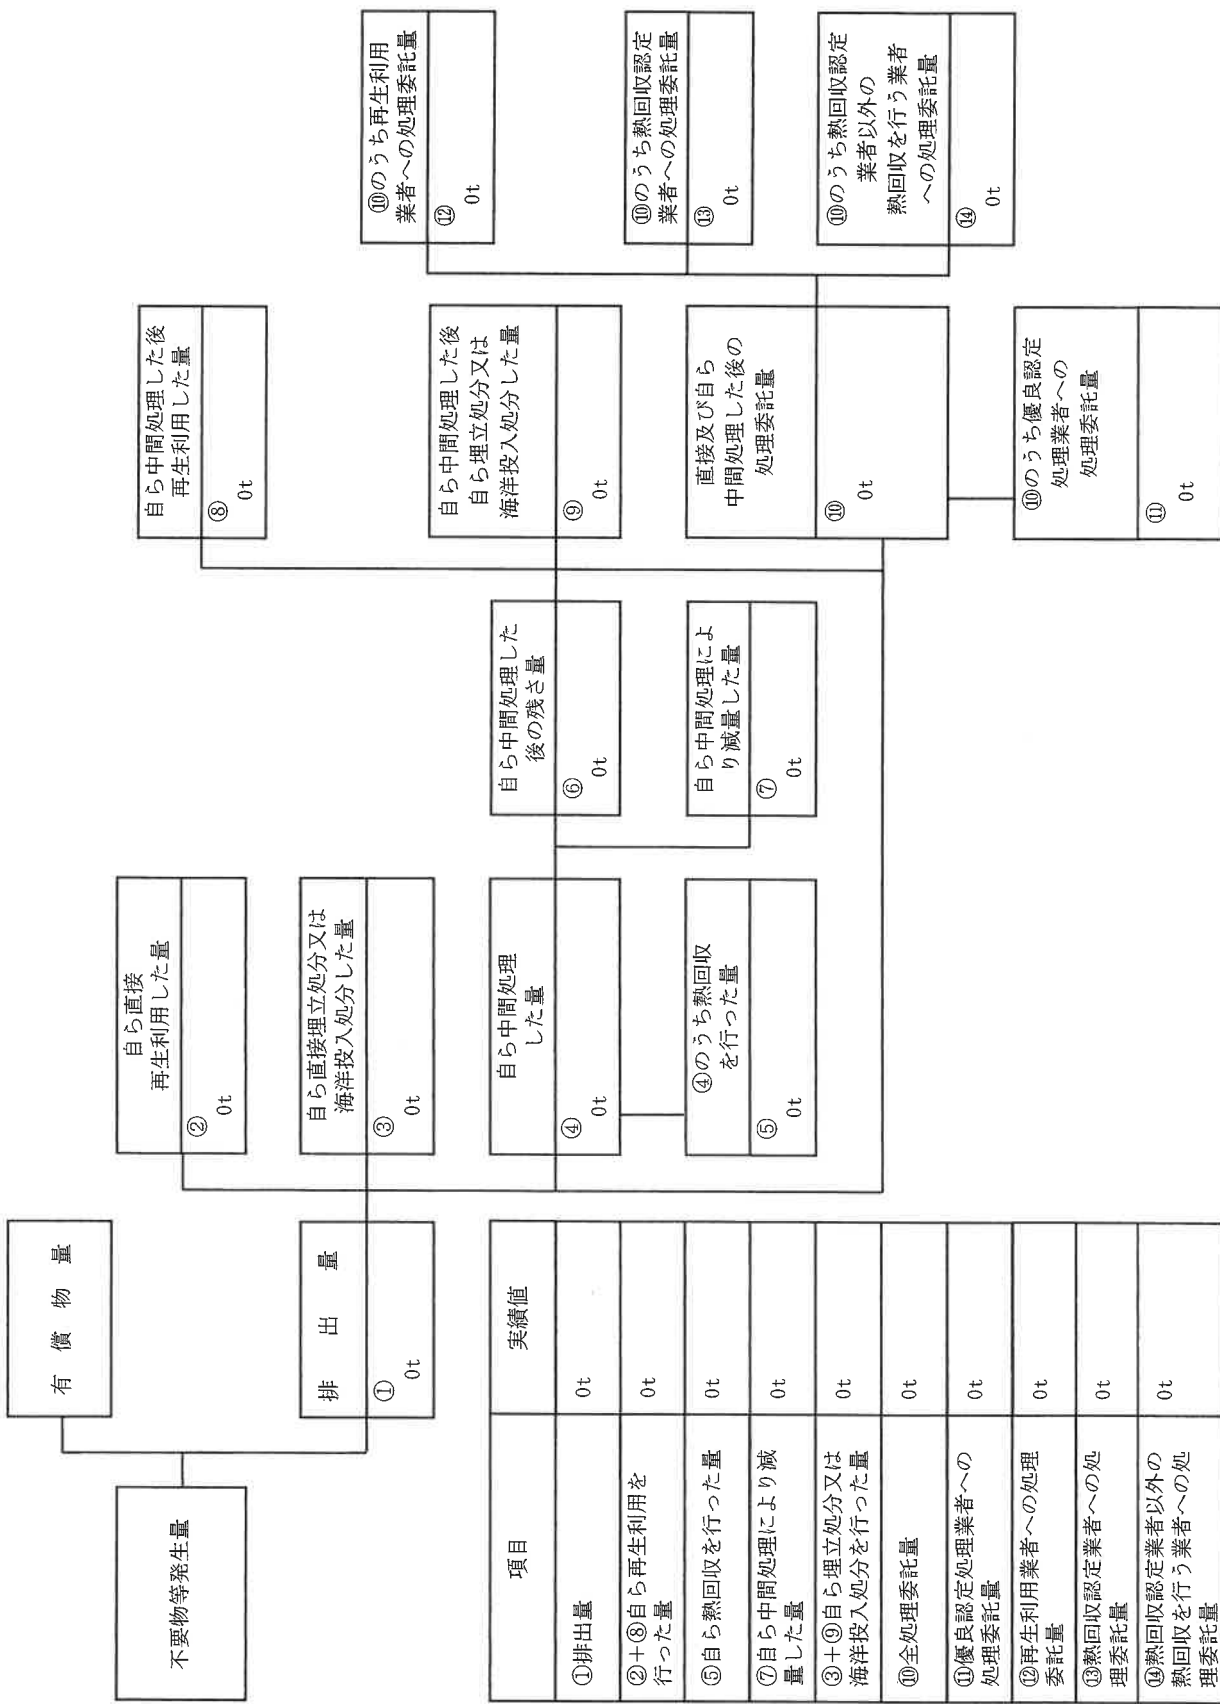 不要物等発生量
有償物量
排出量
①
0t
自ら直接
再生利用した量
②
0t
自ら直接埋立処分又は
海洋投入処分した量
③
0t
自ら中間処理
した量
④
0t
④のうち熱回収
を行った量
⑤
0t
自ら中間処理した
後の残さ量
⑥
0t
自ら中間処理によ
り減量した量
⑦
0t
自ら中間処理した後
再生利用した量
⑧
0t
自ら中間処理した後
自ら埋立処分又は
海洋投入処分した量
⑨
0t
直接及び自ら
中間処理した後の
処理委託量
⑩
0t
⑩のうち優良認定
処理業者への
処理委託量
⑪
0t
⑩のうち再生利用
業者への処理委託量
⑫
0t
⑩のうち熱回収認定
業者への処理委託量
⑬
0t
⑩のうち熱回収認定
業者以外の
熱回収を行う業者
への処理委託量
⑭
0t
項目
実績値
①排出量
0t
②+⑧自ら再生利用を
行った量
0t
⑤自ら熱回収を行った量
0t
⑦自ら中間処理により減
量した量
0t
③+⑨自ら埋立処分又は
海洋投入処分を行った量
0t
⑩全処理委託量
0t
⑪優良認定処理業者への
処理委託量
0t
⑫再生利用業者への処理
委託量
0t
⑬熱回収認定業者への処
理委託量
0t
⑭熱回収認定業者以外の
熱回収を行う業者への処
理委託量
0t